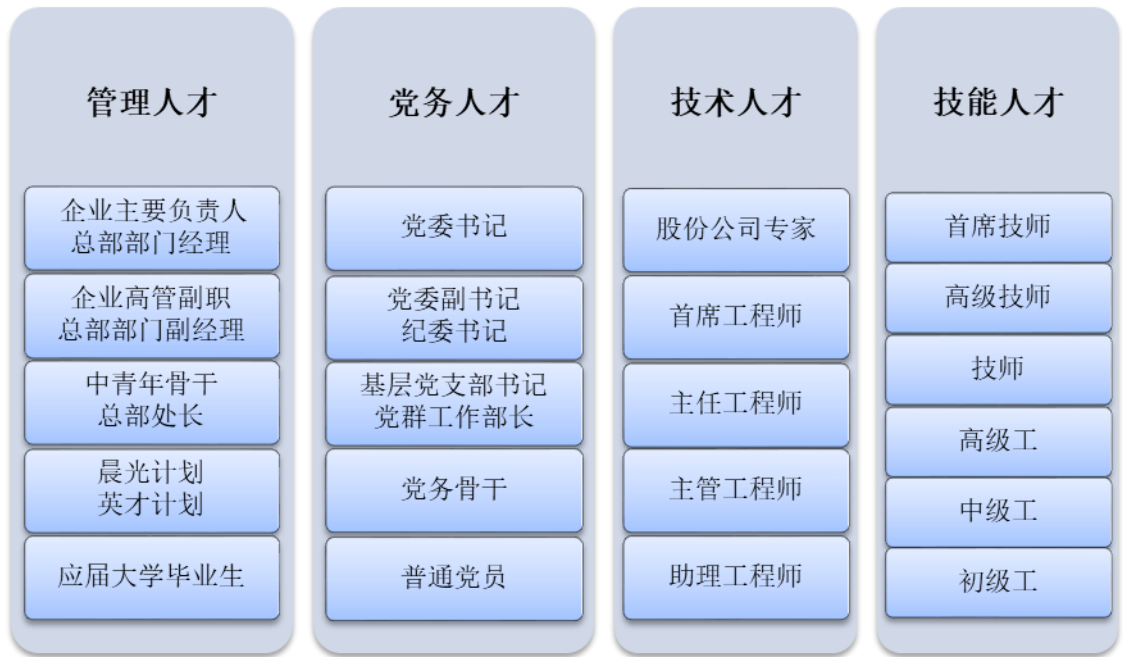 管理人才
企业主要负责人
总部部门经理
企业高管副职
总部部门副经理
中青年骨干
总部处长
晨光计划
英才计划
应届大学毕业生
党务人才
党委书记
党委副书记
纪委书记
基层党支部书记
党群工作部长
党务骨干
普通党员
技术人才
股份公司专家
首席工程师
主任工程师
主管工程师
助理工程师
技能人才
首席技师
高级技师
技师
高级工
中级工
初级工